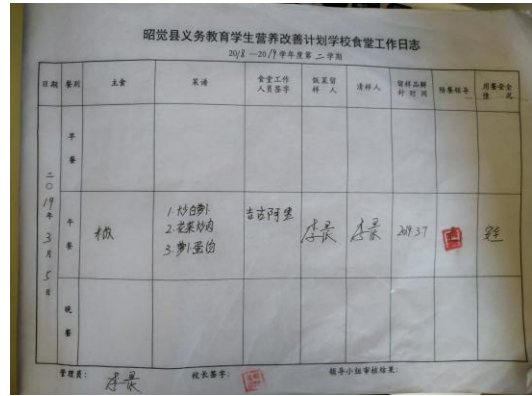 昭觉县义务教育学生营养改善计划学校食堂工作日志
2018—2019学年度第二学期
日期 餐别 主食 菜谱 食堂工作人员签字 饭菜留样人 清样人 留样品解封时间 陪餐领导 用餐安全情况
二〇19年3月5日
早餐
午餐 米饭 1.炒白萝卜 吉古阿里 李晨 李晨 2019.3.7
2.花菜炒肉
3.萝卜蛋汤
晚餐
管理员: 李晨 校长签字: 领导小组审核结果: